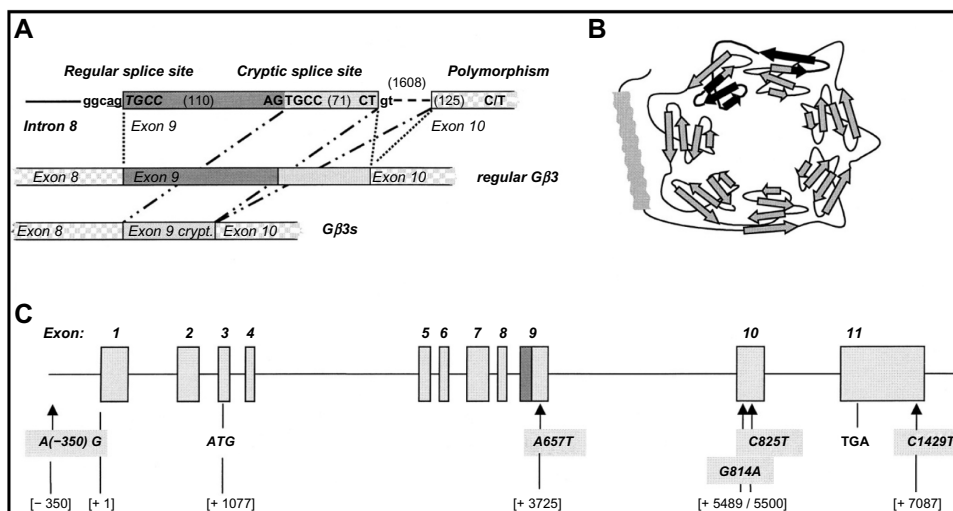 A
B
Regular splice site Cryptic splice site (1608) Polymorphism
ggcag TGCC (110) AG TGCC (71) CT gt (125) C/T
Intron 8 Exon 9 Exon 10
Exon 8 Exon 9 Exon 10 regular Gβ3
Exon 8 Exon 9 crypt. Exon 10 Gβ3s
C
Exon: 1 2 3 4 5 6 7 8 9 10 11
A(−350) G ATG A657T C825T TGA C1429T
G814A
[− 350] [+ 1] [+ 1077] [+ 3725] [+ 5489 / 5500] [+ 7087]